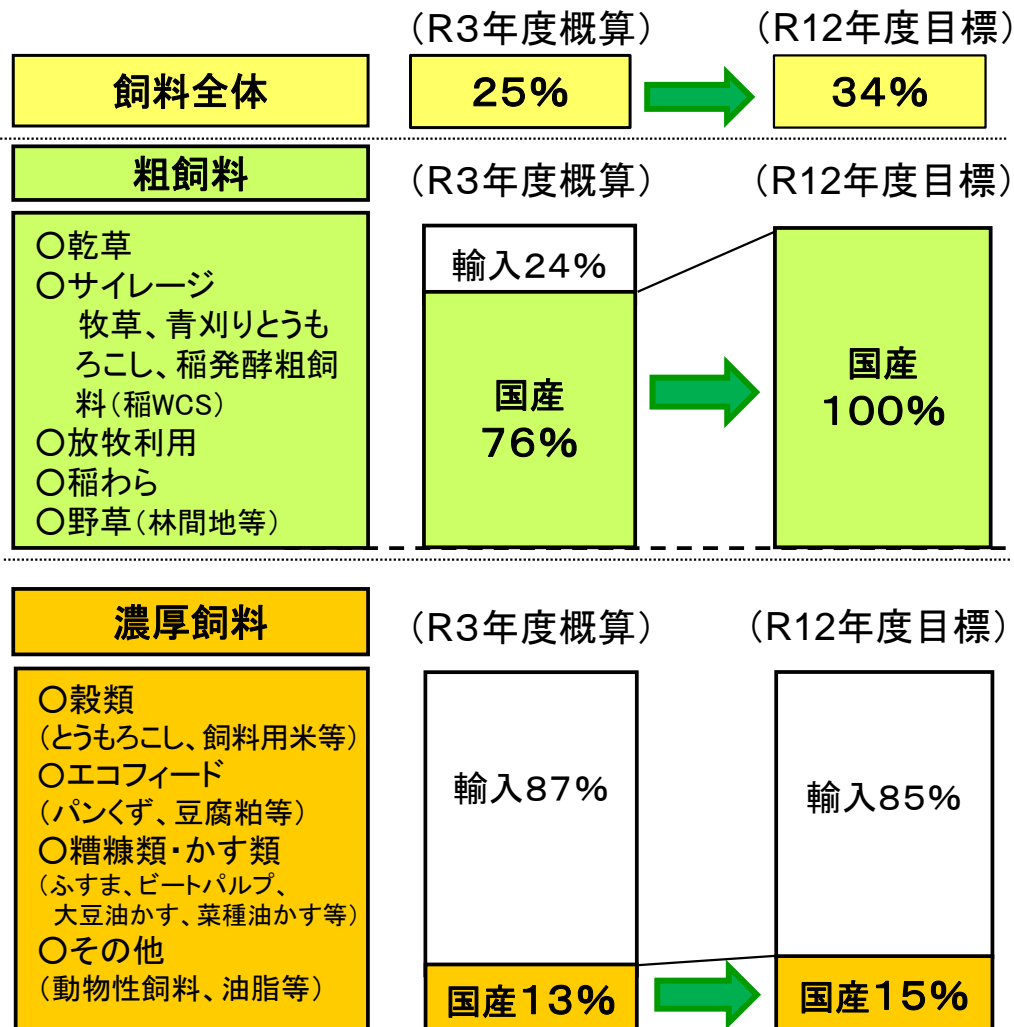 （R3年度概算） （R12年度目標）
飼料全体 25% 34%
粗飼料 （R3年度概算） （R12年度目標）
○乾草
○サイレージ
牧草、青刈りとうも
ろこし、稲発酵粗飼
料（稲WCS）
○放牧利用
○稲わら
○野草（林間地等）
輸入24%
国産
76%
国産
100%
濃厚飼料 （R3年度概算） （R12年度目標）
○穀類
（とうもろこし、飼料用米等）
○エコフィード
（パンくず、豆腐粕等）
○糟糠類・かす類
（ふすま、ビートパルプ、
大豆油かす、菜種油かす等）
○その他
（動物性飼料、油脂等）
輸入87%
国産13%
輸入85%
国産15%